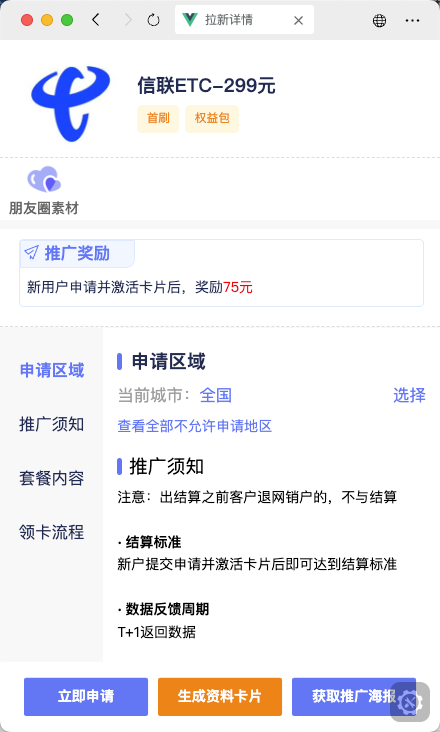 拉新详情
信联ETC-299元
首刷 权益包
朋友圈素材
推广奖励
新用户申请并激活卡片后，奖励75元
申请区域
推广须知
套餐内容
领卡流程
申请区域
当前城市：全国 选择
查看全部不允许申请地区
推广须知
注意：出结算之前客户退网销户的，不与结算
· 结算标准
新户提交申请并激活卡片后即可达到结算标准
· 数据反馈周期
T+1返回数据
立即申请 生成资料卡片 获取推广海报